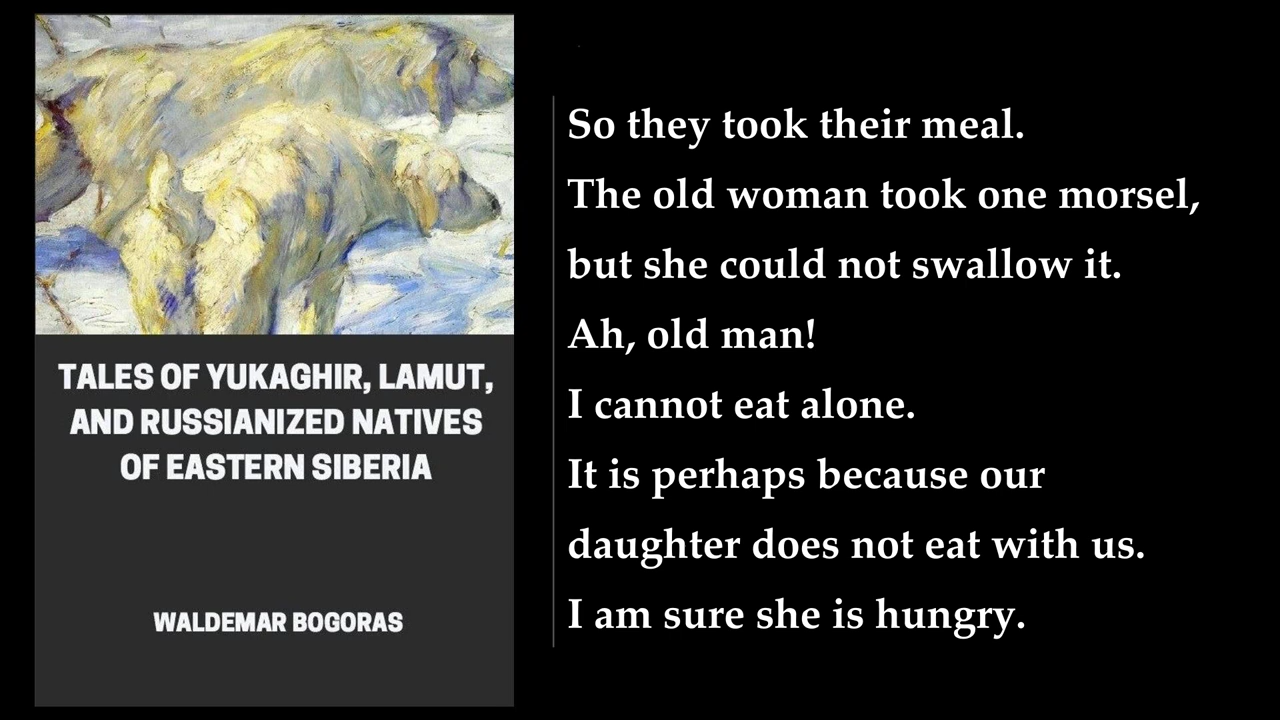 TALES OF YUKAGHIR, LAMUT,
AND RUSSIANIZED NATIVES
OF EASTERN SIBERIA
WALDEMAR BOGORAS
So they took their meal.
The old woman took one morsel,
but she could not swallow it.
Ah, old man!
I cannot eat alone.
It is perhaps because our
daughter does not eat with us.
I am sure she is hungry.